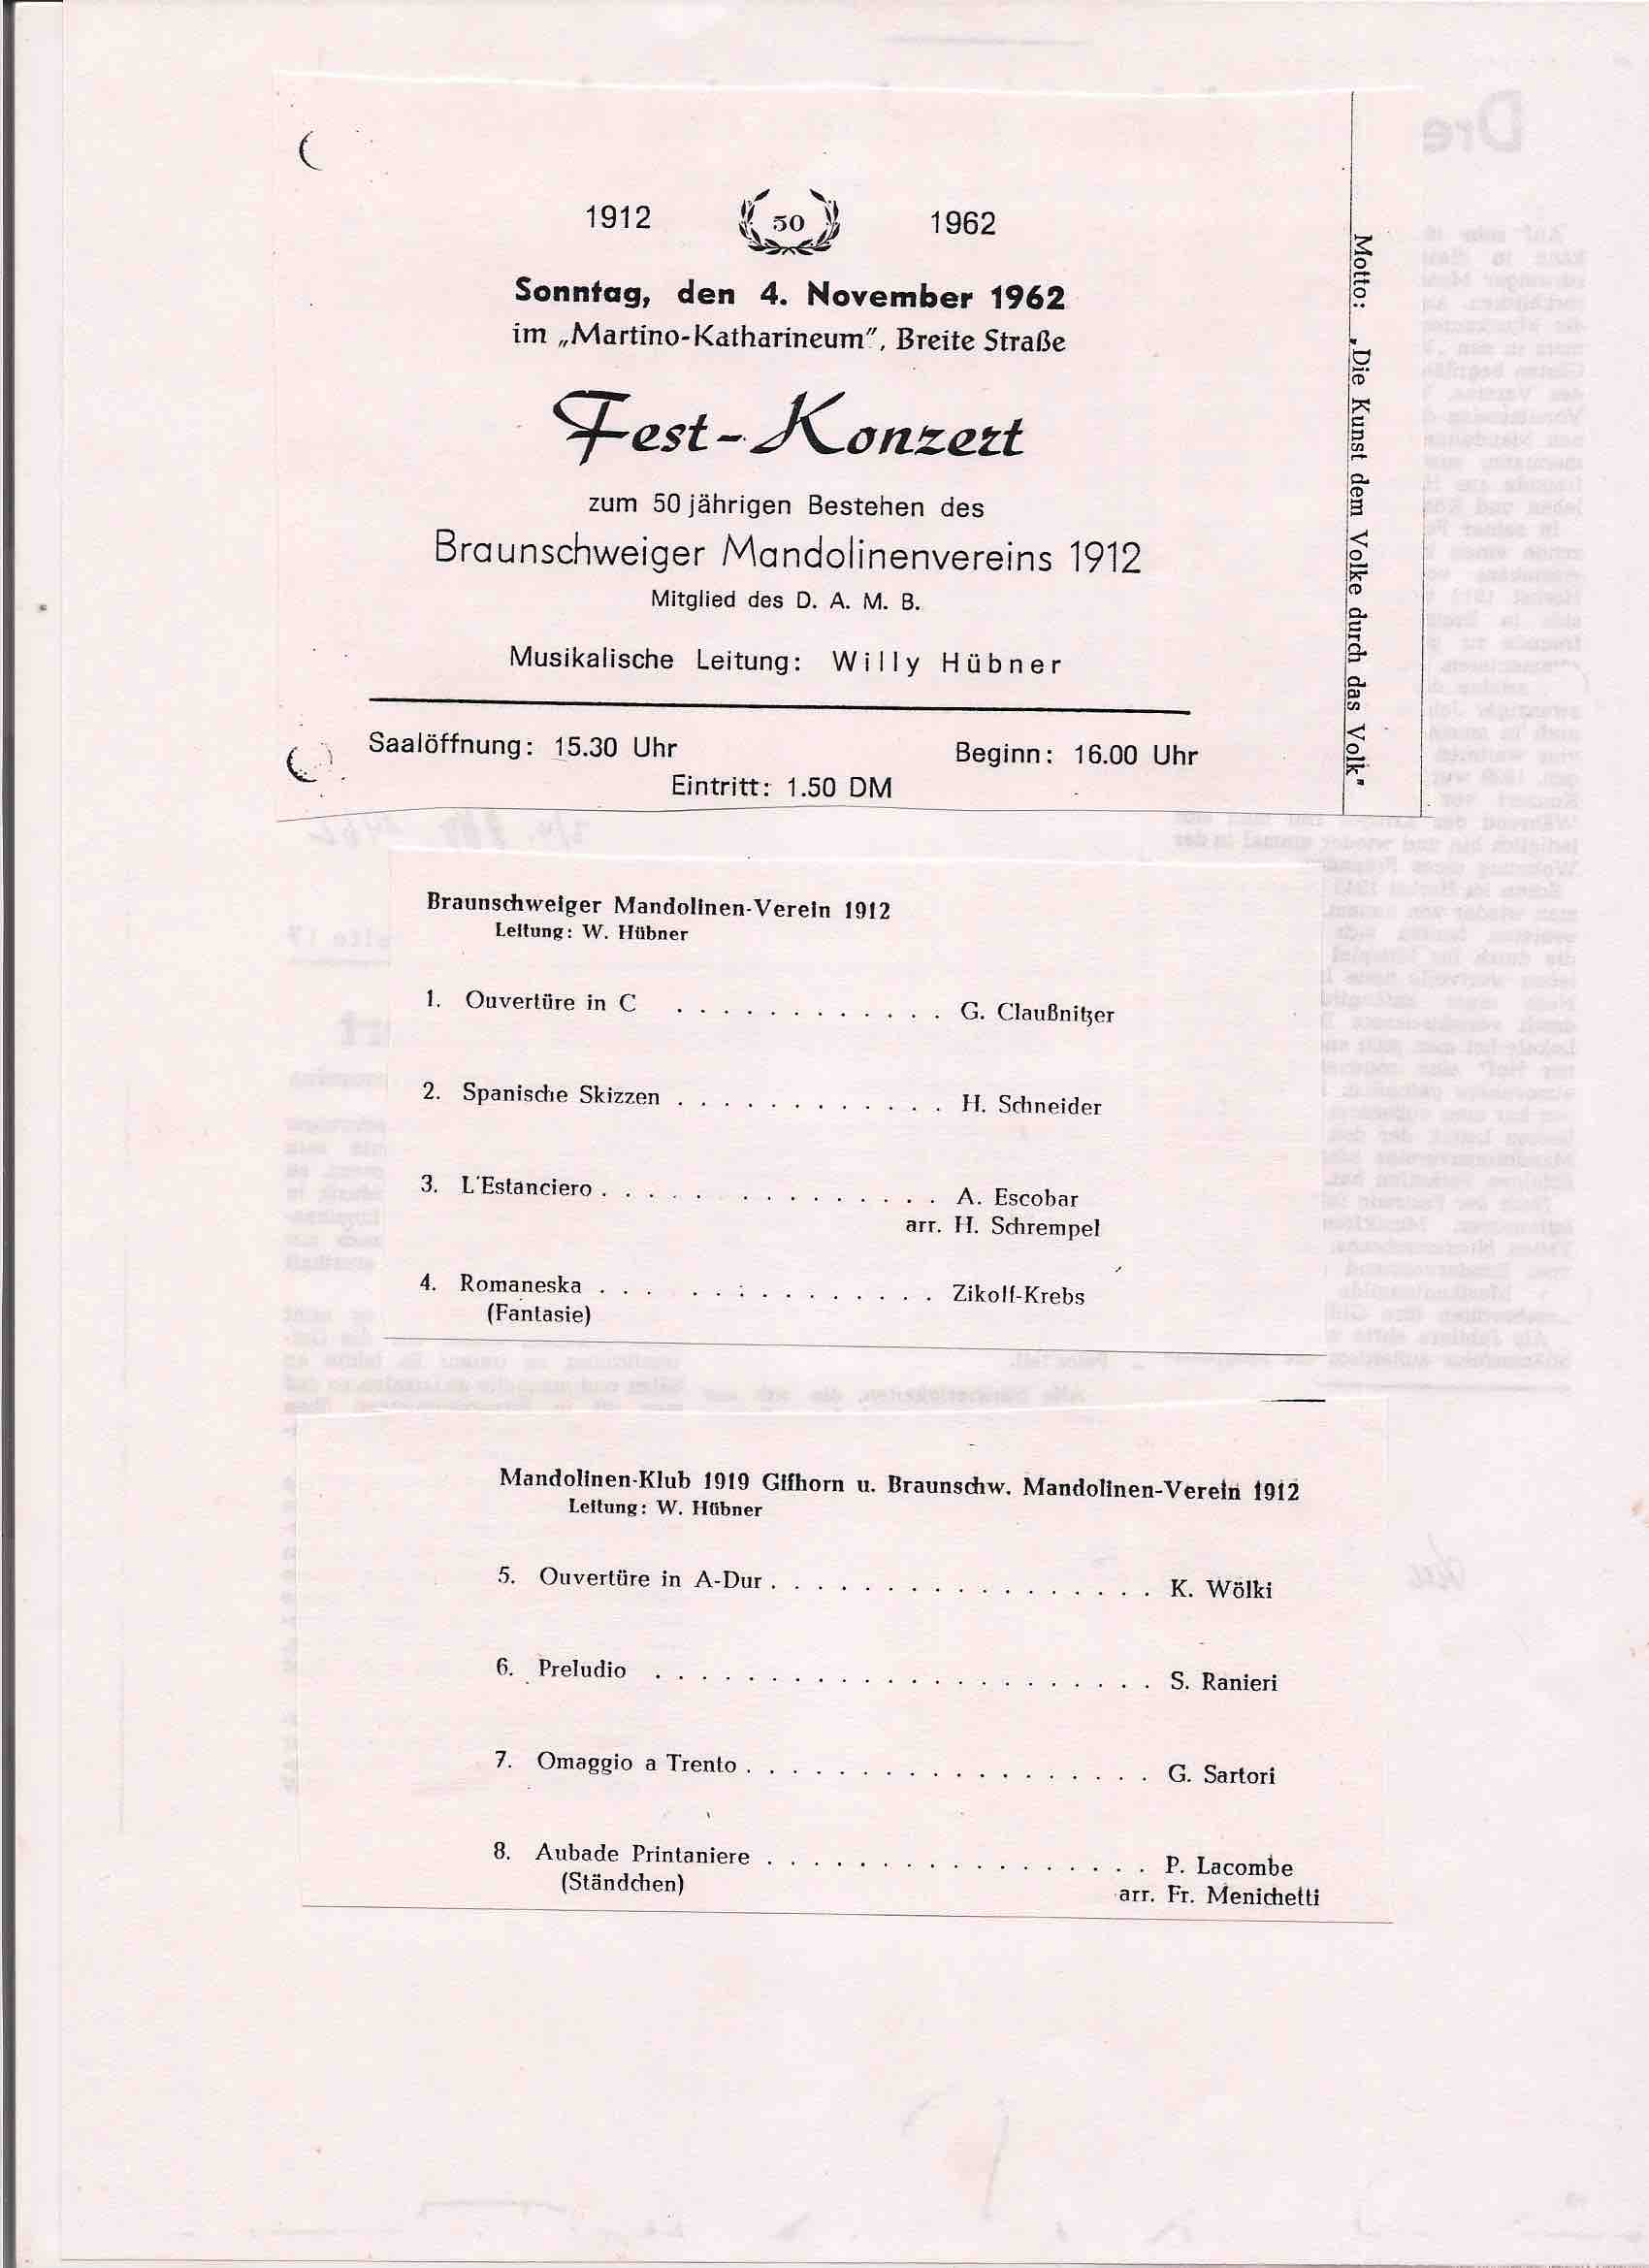 1912 50 1962
Sonntag, den 4. November 1962
im „Martino-Katharineum", Breite Straße
Fest-Konzert
zum 50 jährigen Bestehen des
Braunschweiger Mandolinenvereins 1912
Mitglied des D. A. M. B.
Musikalische Leitung: Willy Hübner
Saalöffnung: 15.30 Uhr Beginn: 16.00 Uhr
Eintritt: 1.50 DM
Motto: „Die Kunst dem Volke durch das Volk"
Braunschweiger Mandolinen-Verein 1912
Leitung: W. Hübner
1. Ouvertüre in C . . . . . . . . . . . . G. Claußnitzer
2. Spanische Skizzen . . . . . . . . . . . . H. Schneider
3. L'Estanciero . . . . . . . . . . . . . . . A. Escobar
arr. H. Schrempel
4. Romaneska . . . . . . . . . . . . . . . Zikoff-Krebs
(Fantasie)
Mandolinen-Klub 1919 Gifhorn u. Braunschw. Mandolinen-Verein 1912
Leitung: W. Hübner
5. Ouvertüre in A-Dur . . . . . . . . . . . . . . . . . K. Wölki
6. Preludio . . . . . . . . . . . . . . . . . . . . . . S. Ranieri
7. Omaggio a Trento . . . . . . . . . . . . . . . . . . G. Sartori
8. Aubade Printaniere . . . . . . . . . . . . . . . . . P. Lacombe
(Ständchen)
arr. Fr. Menichetti